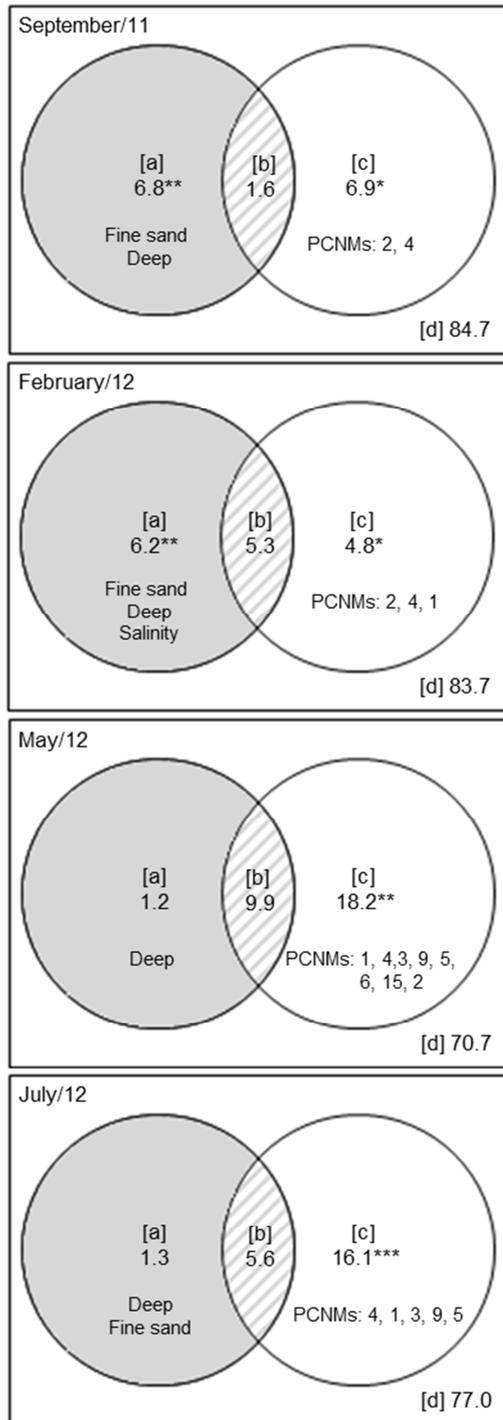 September/11
[a]
6.8**
Fine sand
Deep
[b]
1.6
[c]
6.9*
PCNMs: 2, 4
[d] 84.7
February/12
[a]
6.2**
Fine sand
Deep
Salinity
[b]
5.3
[c]
4.8*
PCNMs: 2, 4, 1
[d] 83.7
May/12
[a]
1.2
Deep
[b]
9.9
[c]
18.2**
PCNMs: 1, 4,3, 9, 5,
6, 15, 2
[d] 70.7
July/12
[a]
1.3
Deep
Fine sand
[b]
5.6
[c]
16.1***
PCNMs: 4, 1, 3, 9, 5
[d] 77.0